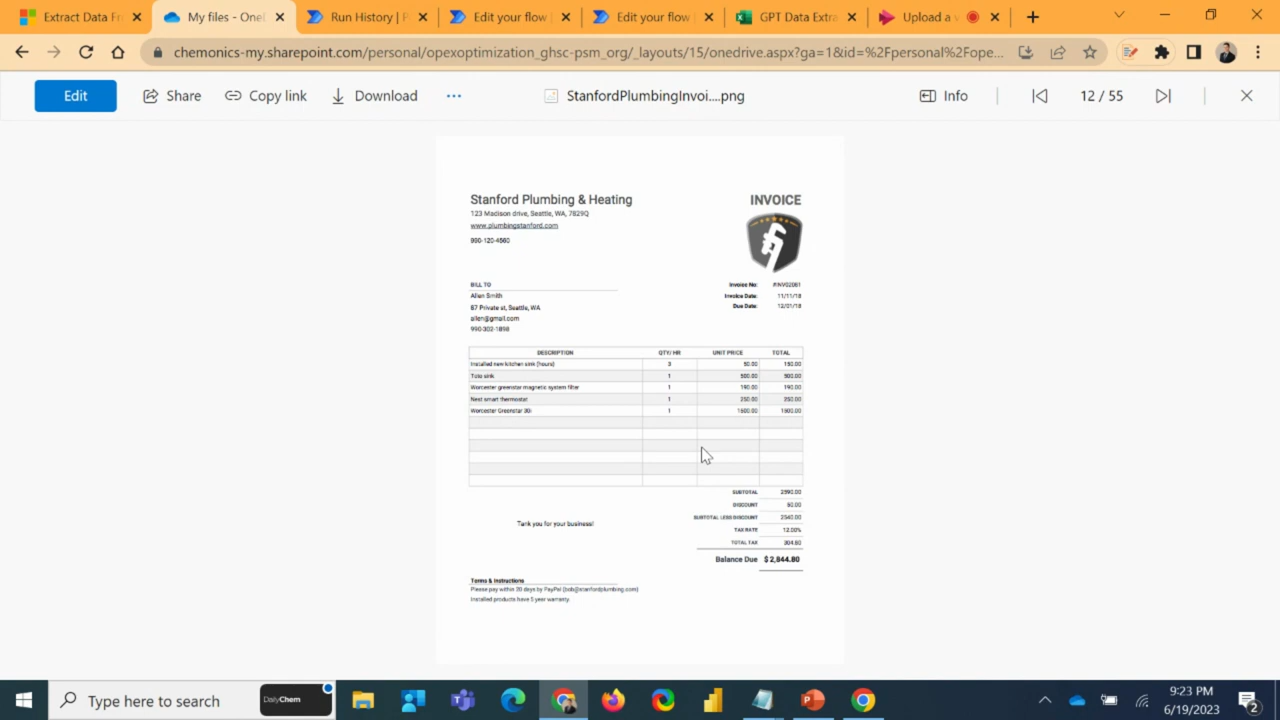 Extract Data Fr
My files - OneD
Run History | P
Edit your flow |
Edit your flow |
GPT Data Extra
Upload a v
chemonics-my.sharepoint.com/personal/opexoptimization_ghsc-psm_org/_layouts/15/onedrive.aspx?ga=1&id=%2Fpersonal%2Fope...
Edit
Share
Copy link
Download
StanfordPlumbingInvoi....png
Info
12 / 55
Stanford Plumbing & Heating
INVOICE
123 Madison drive, Seattle, WA, 7829Q
www.plumbingstanford.com
990-120-4560
BILL TO
Invoice No: #INV02081
Allen Smith
Invoice Date: 11/11/18
87 Private st, Seattle, WA
Due Date: 12/01/18
allen@gmail.com
990-302-1898
DESCRIPTION QTY/ HR UNIT PRICE TOTAL
Installed new kitchen sink (hours) 3 50.00 150.00
Toto sink 1 500.00 500.00
Worcester greenstar magnetic system filter 1 190.00 190.00
Nest smart thermostat 1 250.00 250.00
Worcester Greenstar 30i 1 1500.00 1500.00
SUBTOTAL 2590.00
DISCOUNT 50.00
SUBTOTAL LESS DISCOUNT 2540.00
Tank you for your business!
TAX RATE 12.00%
TOTAL TAX 304.80
Balance Due $ 2,844.80
Terms & Instructions
Please pay within 20 days by PayPal (bob@stanfordplumbing.com)
Installed products have 5 year warranty.
Type here to search
DailyChem
9:23 PM
6/19/2023
2